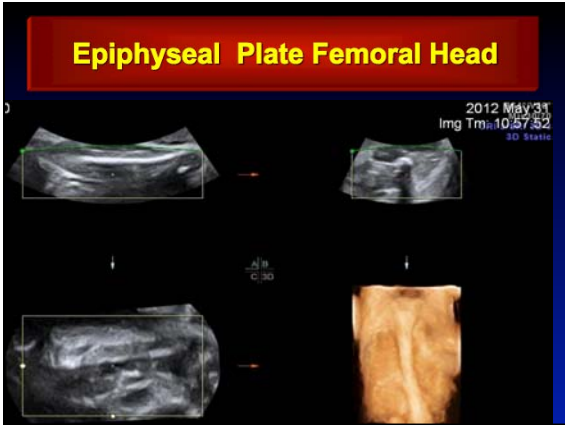 Epiphyseal Plate Femoral Head
2012 May 31
Img Tm: 10:57:52
3D Static
A B
C 3D